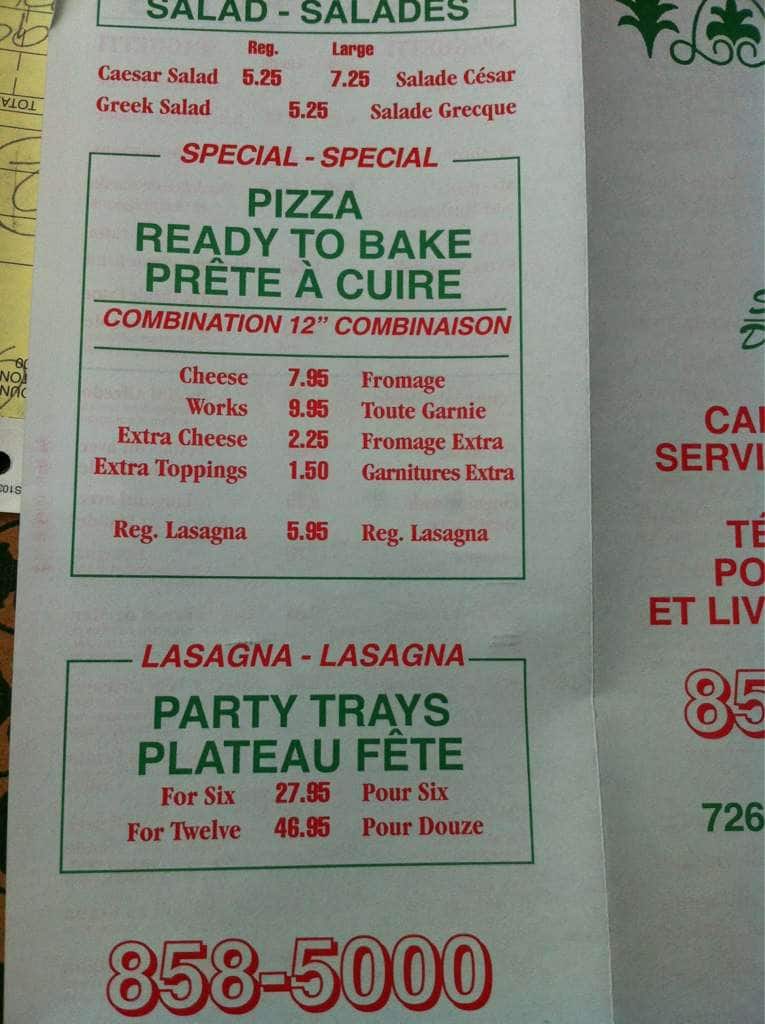 SALAD - SALADES
Reg. Large
Caesar Salad 5.25 7.25 Salade César
Greek Salad 5.25 Salade Grecque
SPECIAL - SPECIAL
PIZZA
READY TO BAKE
PRÊTE À CUIRE
COMBINATION 12” COMBINAISON
Cheese 7.95 Fromage
Works 9.95 Toute Garnie
Extra Cheese 2.25 Fromage Extra
Extra Toppings 1.50 Garnitures Extra
Reg. Lasagna 5.95 Reg. Lasagna
LASAGNA - LASAGNA
PARTY TRAYS
PLATEAU FÊTE
For Six 27.95 Pour Six
For Twelve 46.95 Pour Douze
858-5000
CA
SERVI
TÉ
PO
ET LIV
85
726
TOTA